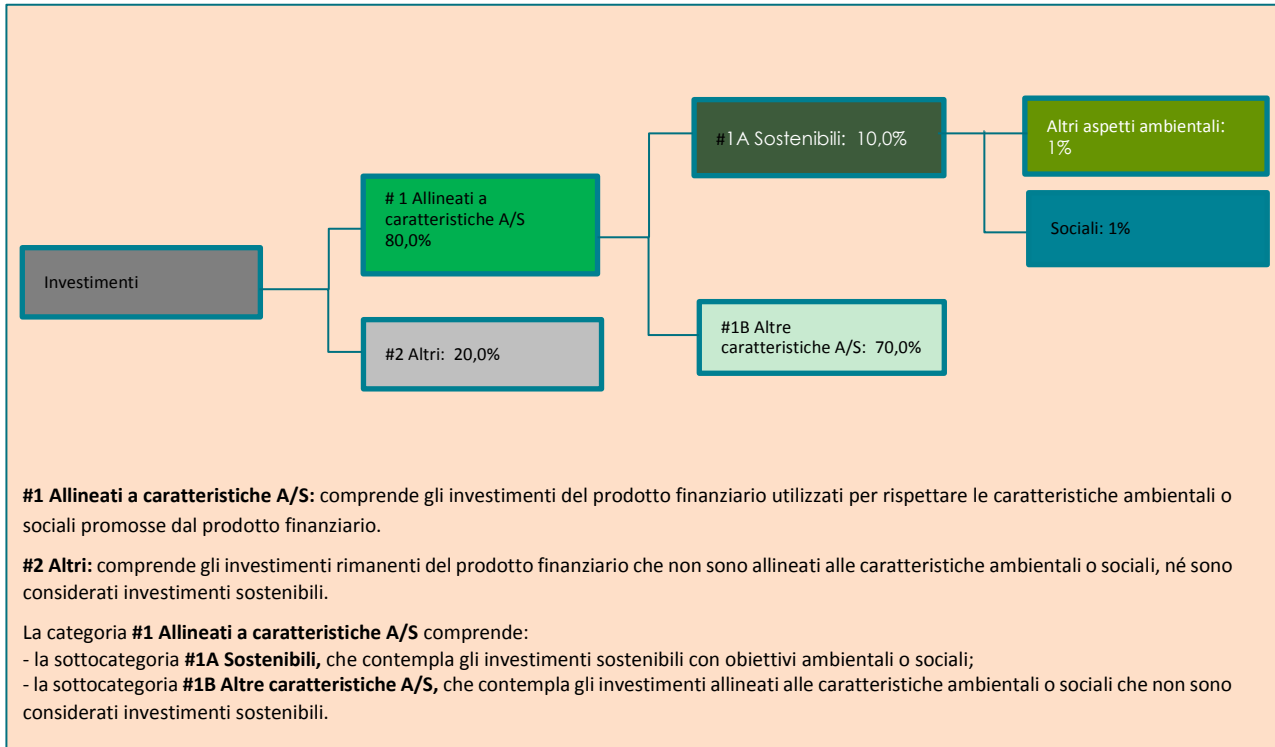 #1A Sostenibili: 10,0%
Altri aspetti ambientali:
1%
# 1 Allineati a
caratteristiche A/S
80,0%
Sociali: 1%
Investimenti
#2 Altri: 20,0%
#1B Altre
caratteristiche A/S: 70,0%
#1 Allineati a caratteristiche A/S: comprende gli investimenti del prodotto finanziario utilizzati per rispettare le caratteristiche ambientali o
sociali promosse dal prodotto finanziario.
#2 Altri: comprende gli investimenti rimanenti del prodotto finanziario che non sono allineati alle caratteristiche ambientali o sociali, né sono
considerati investimenti sostenibili.
La categoria #1 Allineati a caratteristiche A/S comprende:
- la sottocategoria #1A Sostenibili, che contempla gli investimenti sostenibili con obiettivi ambientali o sociali;
- la sottocategoria #1B Altre caratteristiche A/S, che contempla gli investimenti allineati alle caratteristiche ambientali o sociali che non sono
considerati investimenti sostenibili.